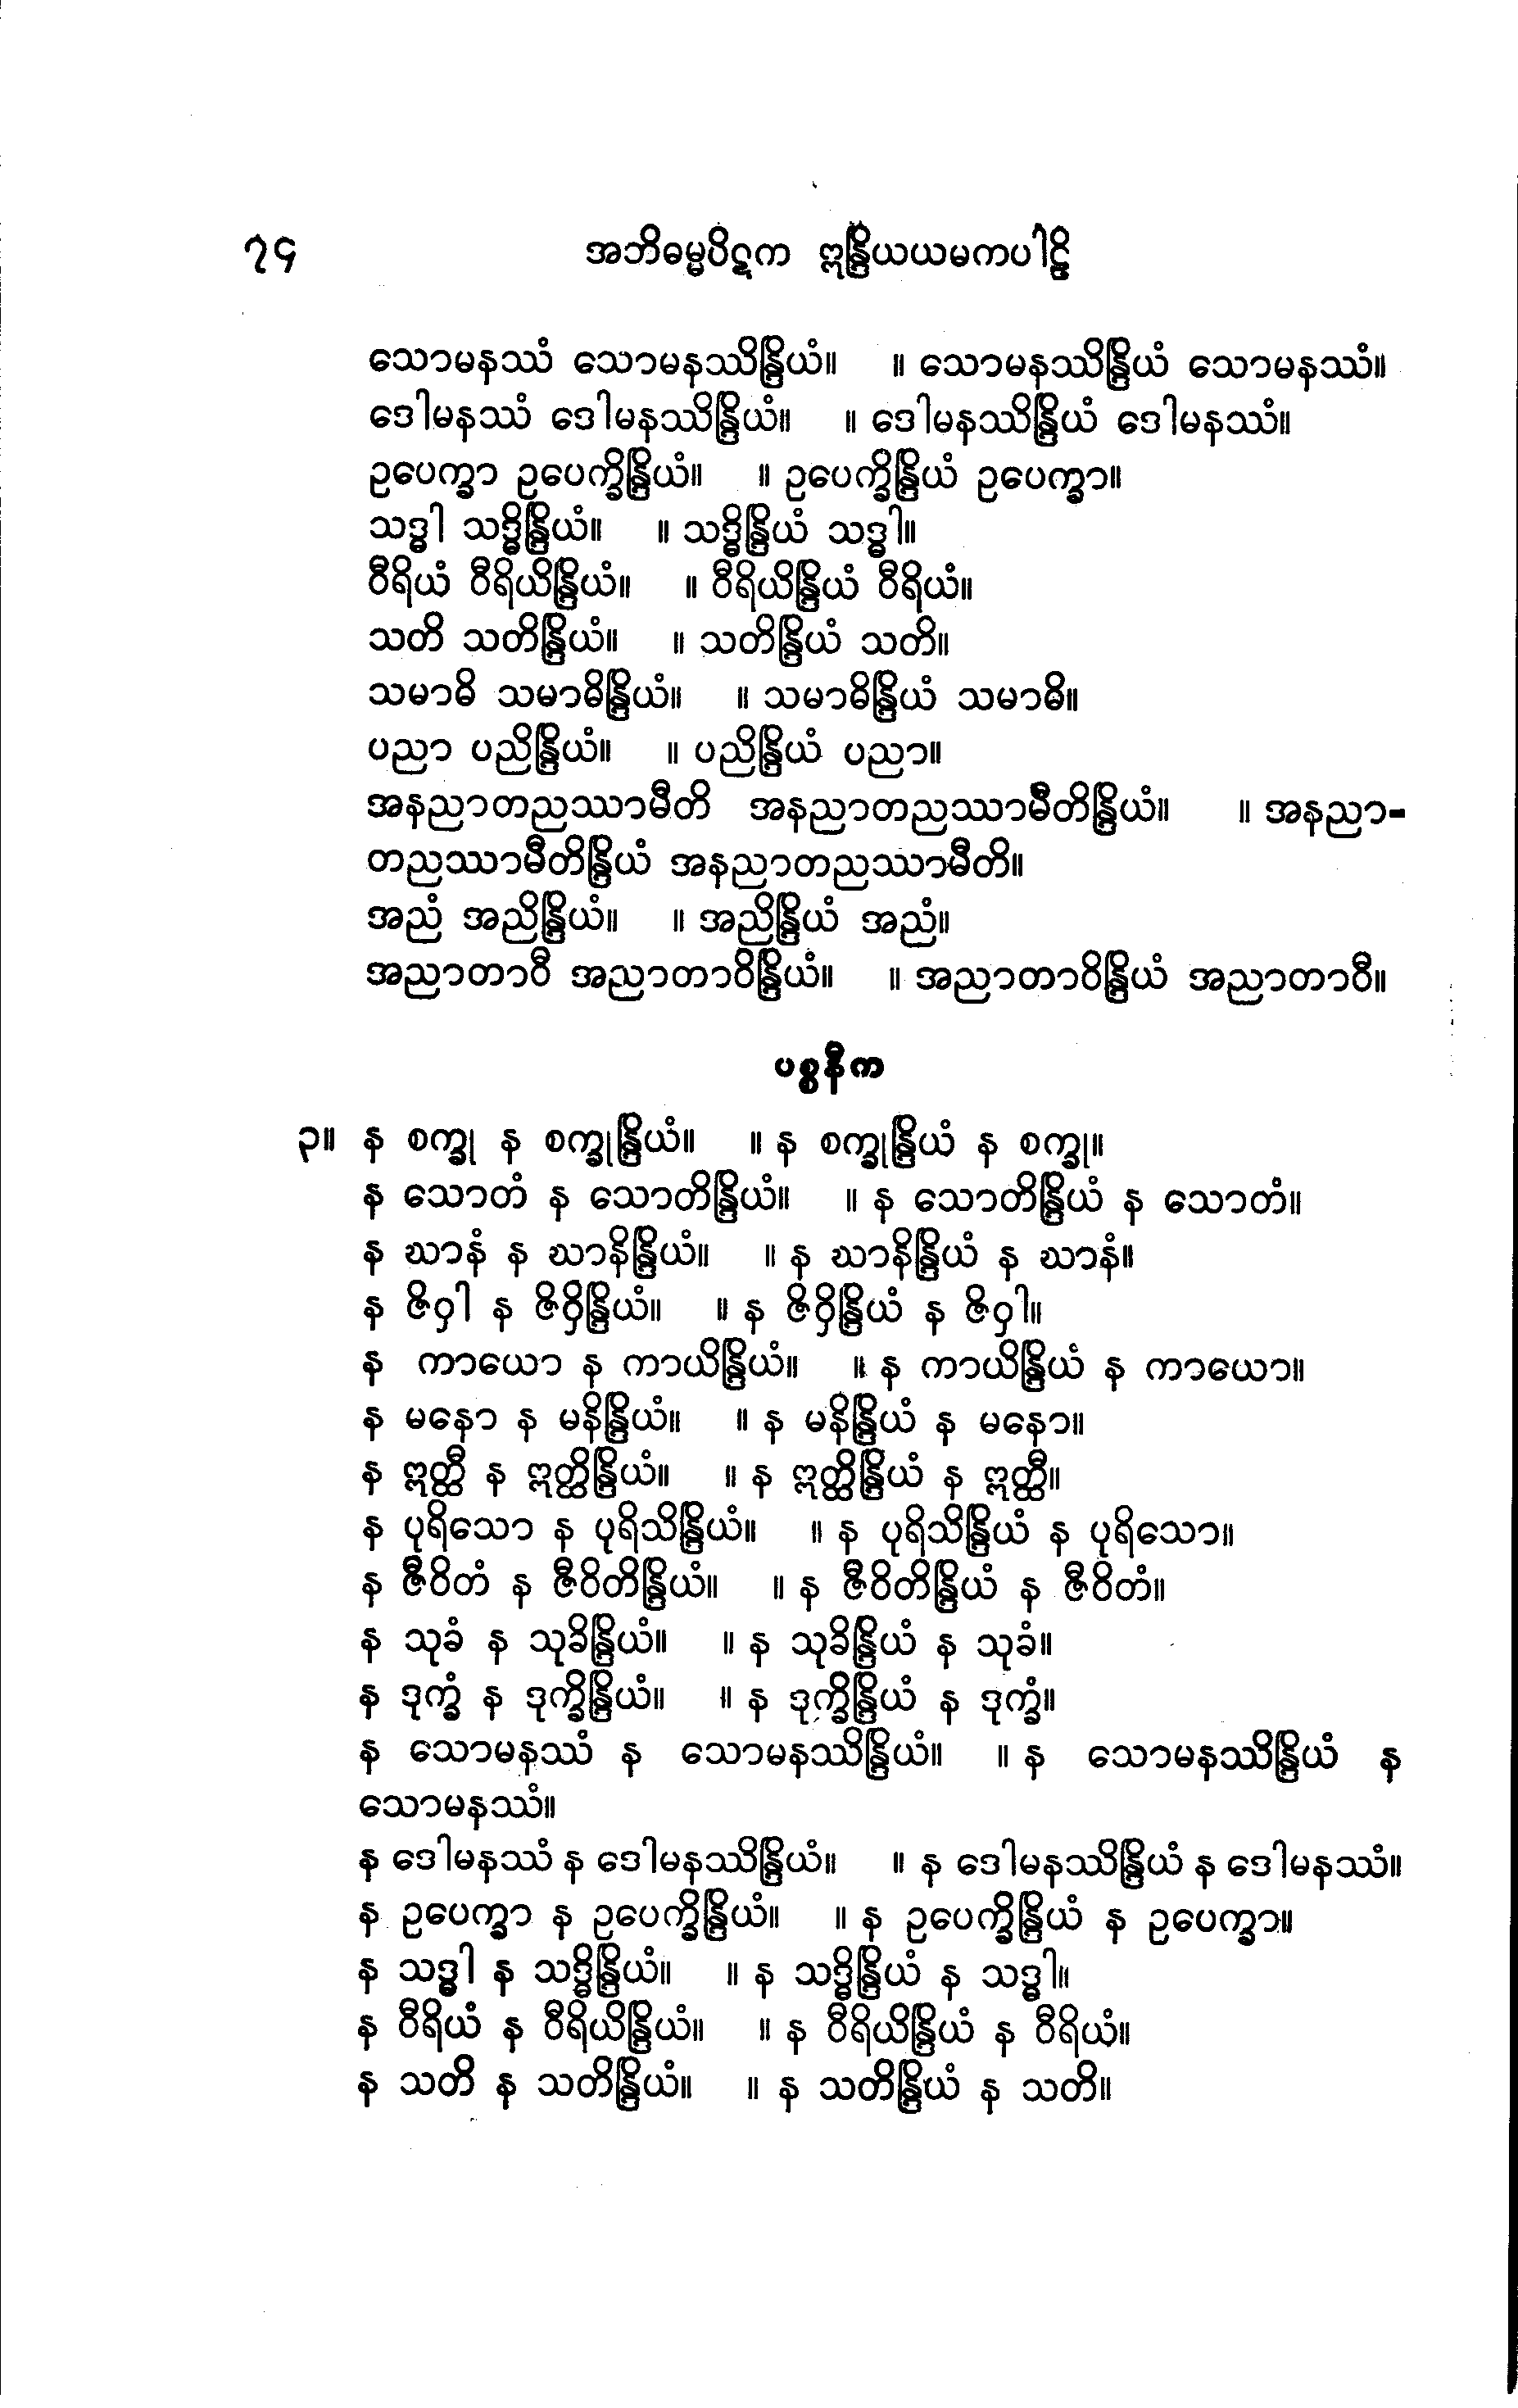 ၇၄ အဘိဓမ္မပိဋက ဣန္ဒြိယယမကပါဠိ
သောမနဿံ သောမနဿိန္ဒြိယံ။ ။ သောမနဿိန္ဒြိယံ သောမနဿံ။
ဒေါမနဿံ ဒေါမနဿိန္ဒြိယံ။ ။ ဒေါမနဿိန္ဒြိယံ ဒေါမနဿံ။
ဥပေက္ခာ ဥပေက္ခိန္ဒြိယံ။ ။ ဥပေက္ခိန္ဒြိယံ ဥပေက္ခာ။
သဒ္ဓါ သဒ္ဓိန္ဒြိယံ။ ။ သဒ္ဓိန္ဒြိယံ သဒ္ဓါ။
ဝီရိယံ ဝီရိယိန္ဒြိယံ။ ။ ဝီရိယိန္ဒြိယံ ဝီရိယံ။
သတိ သတိန္ဒြိယံ။ ။ သတိန္ဒြိယံ သတိ။
သမာဓိ သမာဓိန္ဒြိယံ။ ။ သမာဓိန္ဒြိယံ သမာဓိ။
ပညာ ပညိန္ဒြိယံ။ ။ ပညိန္ဒြိယံ ပညာ။
အနညာတညဿာမီတိ အနညာတညဿာမီတိန္ဒြိယံ။ ။ အနညာ-
တညဿာမီတိန္ဒြိယံ အနညာတညဿာမီတိ။
အညံ အညိန္ဒြိယံ။ ။ အညိန္ဒြိယံ အညံ။
အညာတာဝီ အညာတာဝိန္ဒြိယံ။ ။ အညာတာဝိန္ဒြိယံ အညာတာဝီ။
ပစ္စနီက
၃။ န စက္ခု န စက္ခုန္ဒြိယံ။ ။ န စက္ခုန္ဒြိယံ န စက္ခု။
န သောတံ န သောတိန္ဒြိယံ။ ။ န သောတိန္ဒြိယံ န သောတံ။
န ဃာနံ န ဃာနိန္ဒြိယံ။ ။ န ဃာနိန္ဒြိယံ န ဃာနံ။
န ဇိဝှါ န ဇိဝှိန္ဒြိယံ။ ။ န ဇိဝှိန္ဒြိယံ န ဇိဝှါ။
န ကာယော န ကာယိန္ဒြိယံ။ ။ န ကာယိန္ဒြိယံ န ကာယော။
န မနော န မနိန္ဒြိယံ။ ။ န မနိန္ဒြိယံ န မနော။
န ဣတ္ထီ န ဣတ္ထိန္ဒြိယံ။ ။ န ဣတ္ထိန္ဒြိယံ န ဣတ္ထီ။
န ပုရိသော န ပုရိသိန္ဒြိယံ။ ။ န ပုရိသိန္ဒြိယံ န ပုရိသော။
န ဇီဝိတံ န ဇီဝိတိန္ဒြိယံ။ ။ န ဇီဝိတိန္ဒြိယံ န ဇီဝိတံ။
န သုခံ န သုခိန္ဒြိယံ။ ။ န သုခိန္ဒြိယံ န သုခံ။
န ဒုက္ခံ န ဒုက္ခိန္ဒြိယံ။ ။ န ဒုက္ခိန္ဒြိယံ န ဒုက္ခံ။
န သောမနဿံ န သောမနဿိန္ဒြိယံ။ ။ န သောမနဿိန္ဒြိယံ န
သောမနဿံ။
န ဒေါမနဿံ န ဒေါမနဿိန္ဒြိယံ။ ။ န ဒေါမနဿိန္ဒြိယံ န ဒေါမနဿံ။
န ဥပေက္ခာ န ဥပေက္ခိန္ဒြိယံ။ ။ န ဥပေက္ခိန္ဒြိယံ န ဥပေက္ခာ။
န သဒ္ဓါ န သဒ္ဓိန္ဒြိယံ။ ။ န သဒ္ဓိန္ဒြိယံ န သဒ္ဓါ။
န ဝီရိယံ န ဝီရိယိန္ဒြိယံ။ ။ န ဝီရိယိန္ဒြိယံ န ဝီရိယံ။
န သတိ န သတိန္ဒြိယံ။ ။ န သတိန္ဒြိယံ န သတိ။